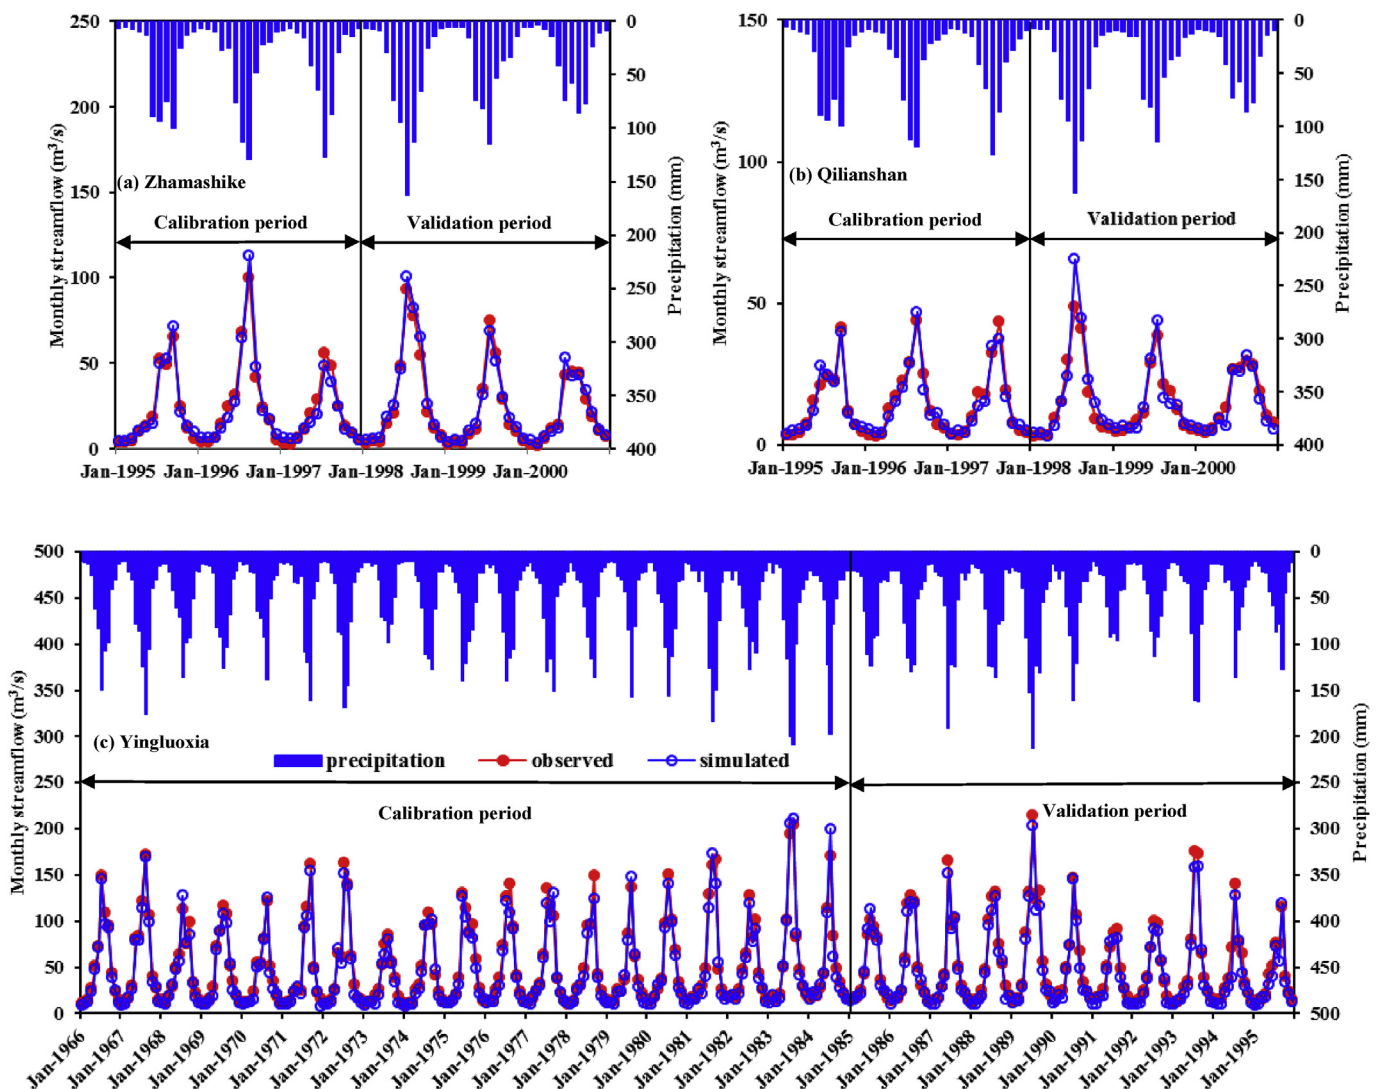 250
200
150
100
50
0
Monthly streamflow (m³/s)
0
50
100
150
200
250
300
350
400
Precipitation (mm)
(a) Zhamashike
Calibration period
Validation period
Jan-1995
Jan-1996
Jan-1997
Jan-1998
Jan-1999
Jan-2000
150
100
50
0
Monthly streamflow (m³/s)
0
50
100
150
200
250
300
350
400
Precipitation (mm)
(b) Qilianshan
Calibration period
Validation period
Jan-1995
Jan-1996
Jan-1997
Jan-1998
Jan-1999
Jan-2000
500
450
400
350
300
250
200
150
100
50
0
Monthly streamflow (m³/s)
0
50
100
150
200
250
300
350
400
450
500
Precipitation (mm)
(c) Yingluoxia
precipitation
observed
simulated
Calibration period
Validation period
Jan-1966
Jan-1967
Jan-1968
Jan-1969
Jan-1970
Jan-1971
Jan-1972
Jan-1973
Jan-1974
Jan-1975
Jan-1976
Jan-1977
Jan-1978
Jan-1979
Jan-1980
Jan-1981
Jan-1982
Jan-1983
Jan-1984
Jan-1985
Jan-1986
Jan-1987
Jan-1988
Jan-1989
Jan-1990
Jan-1991
Jan-1992
Jan-1993
Jan-1994
Jan-1995